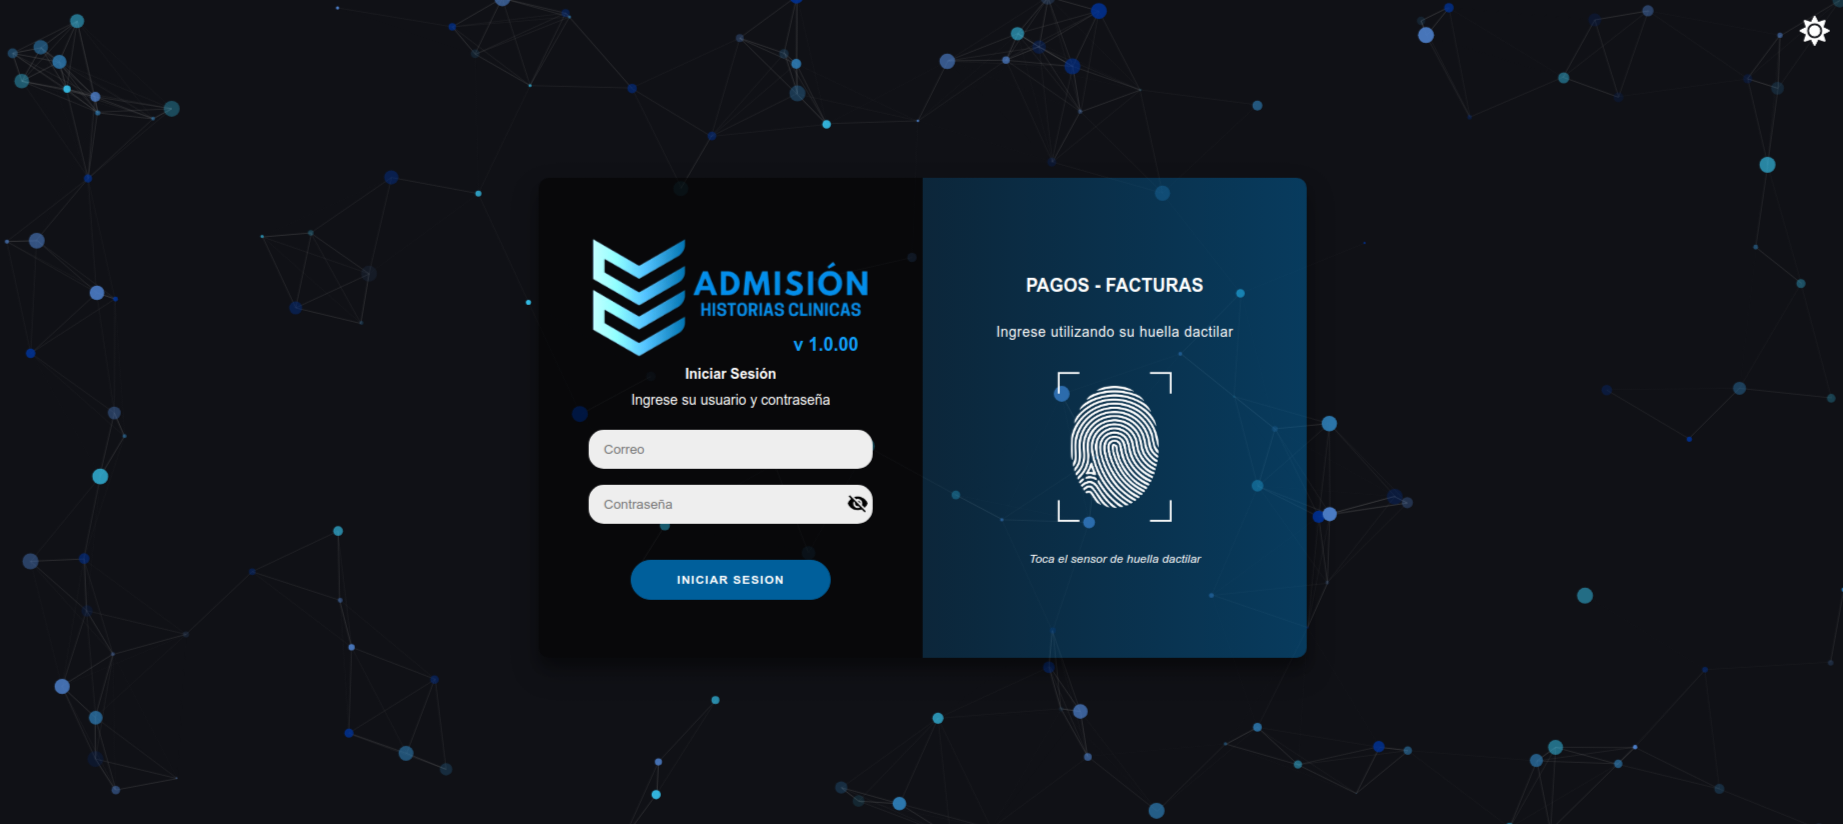 ADMISIÓN
HISTORIAS CLINICAS
v 1.0.00
Iniciar Sesión
Ingrese su usuario y contraseña
Correo
Contraseña
INICIAR SESION
PAGOS - FACTURAS
Ingrese utilizando su huella dactilar
Toca el sensor de huella dactilar